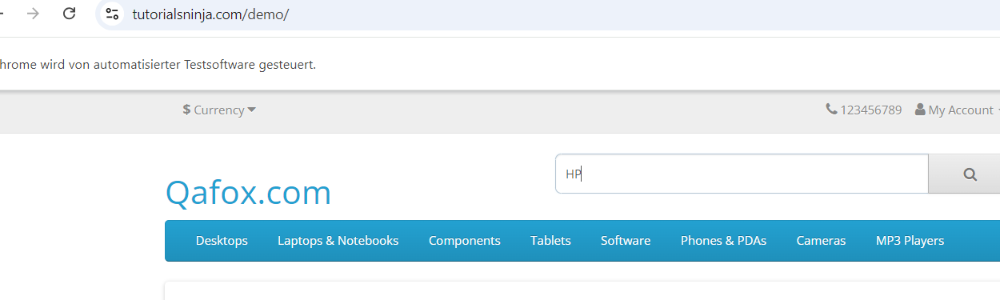 tutorialsninja.com/demo/
hrome wird von automatisierter Testsoftware gesteuert.
$ Currency 123456789 My Account
HP
Qafox.com
Desktops Laptops & Notebooks Components Tablets Software Phones & PDAs Cameras MP3 Players